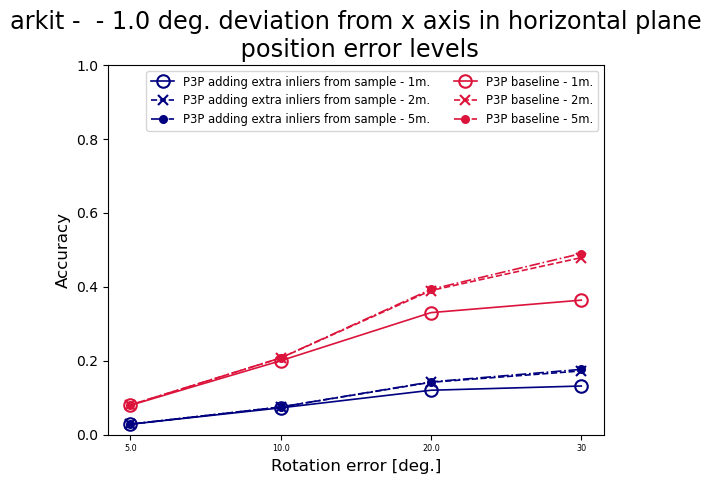 arkit -  - 1.0 deg. deviation from x axis in horizontal plane
position error levels
P3P adding extra inliers from sample - 1m.
P3P adding extra inliers from sample - 2m.
P3P adding extra inliers from sample - 5m.
P3P baseline - 1m.
P3P baseline - 2m.
P3P baseline - 5m.
Accuracy
1.0
0.8
0.6
0.4
0.2
0.0
5.0 10.0 20.0 30
Rotation error [deg.]